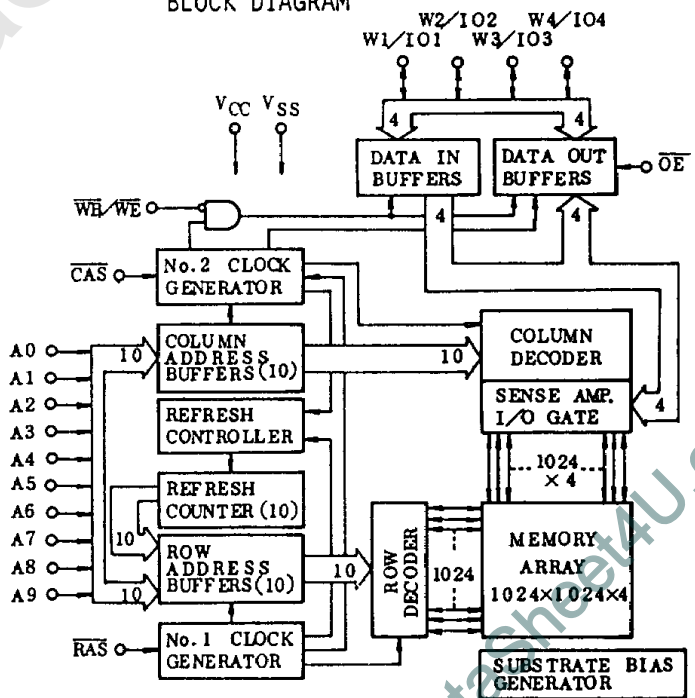 BLOCK DIAGRAM
W2/IO2 W4/IO4
W1/IO1 W3/IO3
VCC VSS
4 4
DATA IN BUFFERS
DATA OUT BUFFERS
OE
WB/WE
4
CAS
No.2 CLOCK GENERATOR
A0
A1
A2
A3
A4
A5
A6
A7
A8
A9
10
COLUMN ADDRESS BUFFERS(10)
10
COLUMN DECODER
SENSE AMP. I/O GATE
4
REFRESH CONTROLLER
1024 × 4
REFRESH COUNTER(10)
10
ROW ADDRESS BUFFERS(10)
10
10
ROW DECODER
1024
MEMORY ARRAY
1024×1024×4
RAS
No.1 CLOCK GENERATOR
SUBSTRATE BIAS GENERATOR